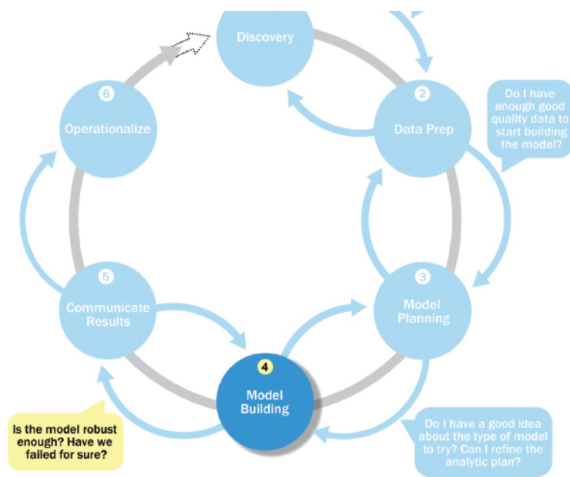 Discovery
2
Data Prep
Do I have
enough good
quality data to
start building
the model?
3
Model
Planning
Do I have a good idea
about the type of model
to try? Can I refine the
analytic plan?
4
Model
Building
Is the model robust
enough? Have we
failed for sure?
5
Communicate
Results
6
Operationalize